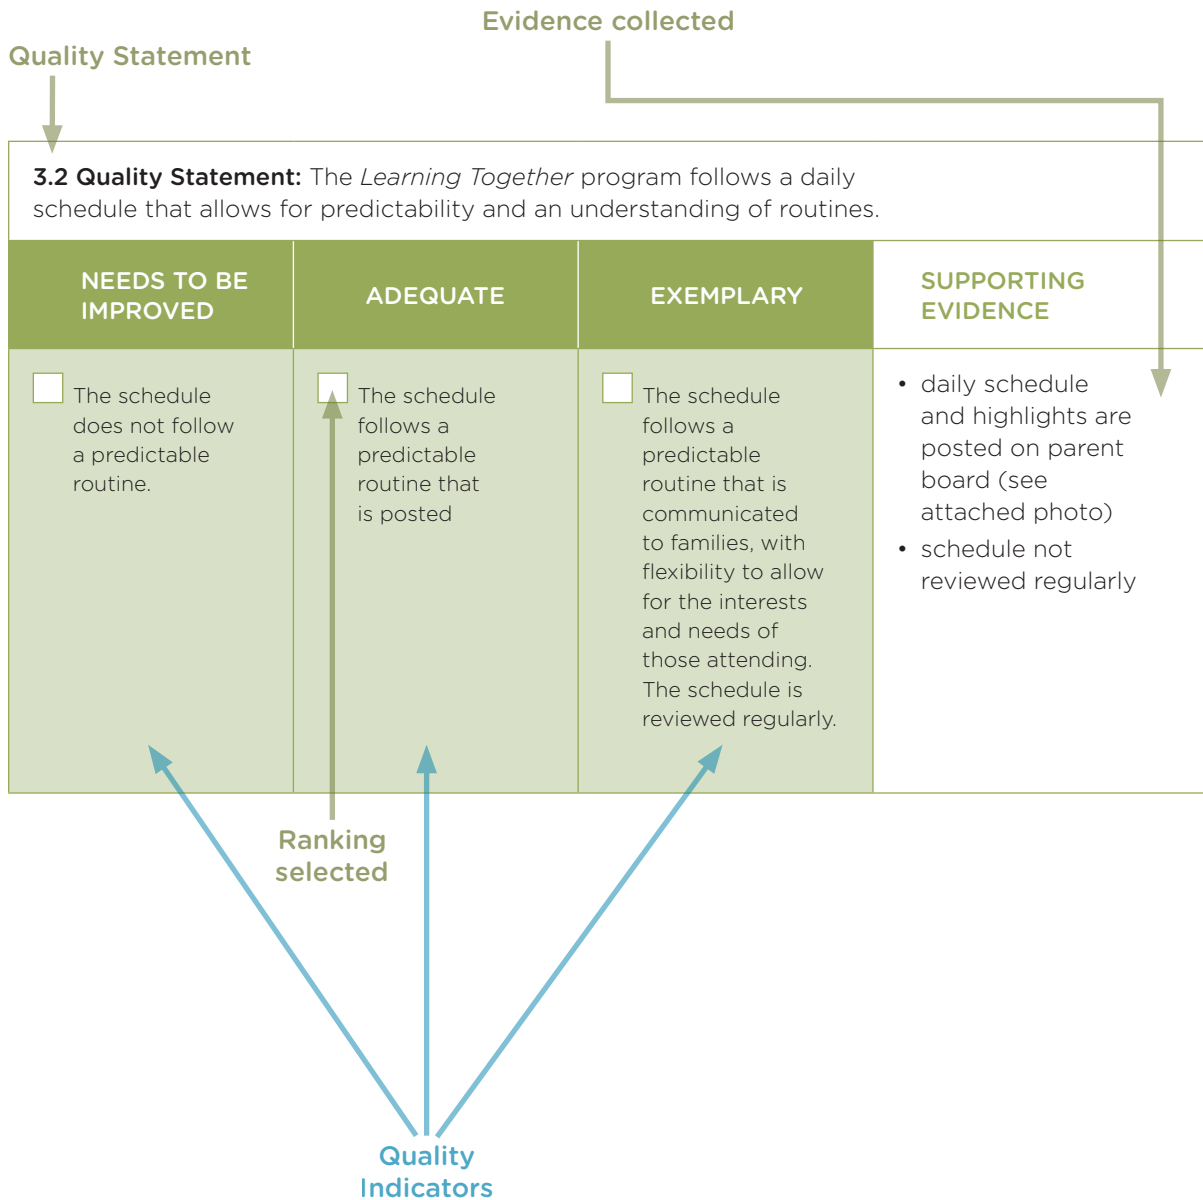 Evidence collected
Quality Statement
3.2 Quality Statement: The Learning Together program follows a daily
schedule that allows for predictability and an understanding of routines.
NEEDS TO BE
IMPROVED
ADEQUATE
EXEMPLARY
SUPPORTING
EVIDENCE
The schedule
does not follow
a predictable
routine.
The schedule
follows a
predictable
routine that
is posted
The schedule
follows a
predictable
routine that is
communicated
to families, with
flexibility to allow
for the interests
and needs of
those attending.
The schedule is
reviewed regularly.
• daily schedule
and highlights are
posted on parent
board (see
attached photo)
• schedule not
reviewed regularly
Ranking
selected
Quality
Indicators